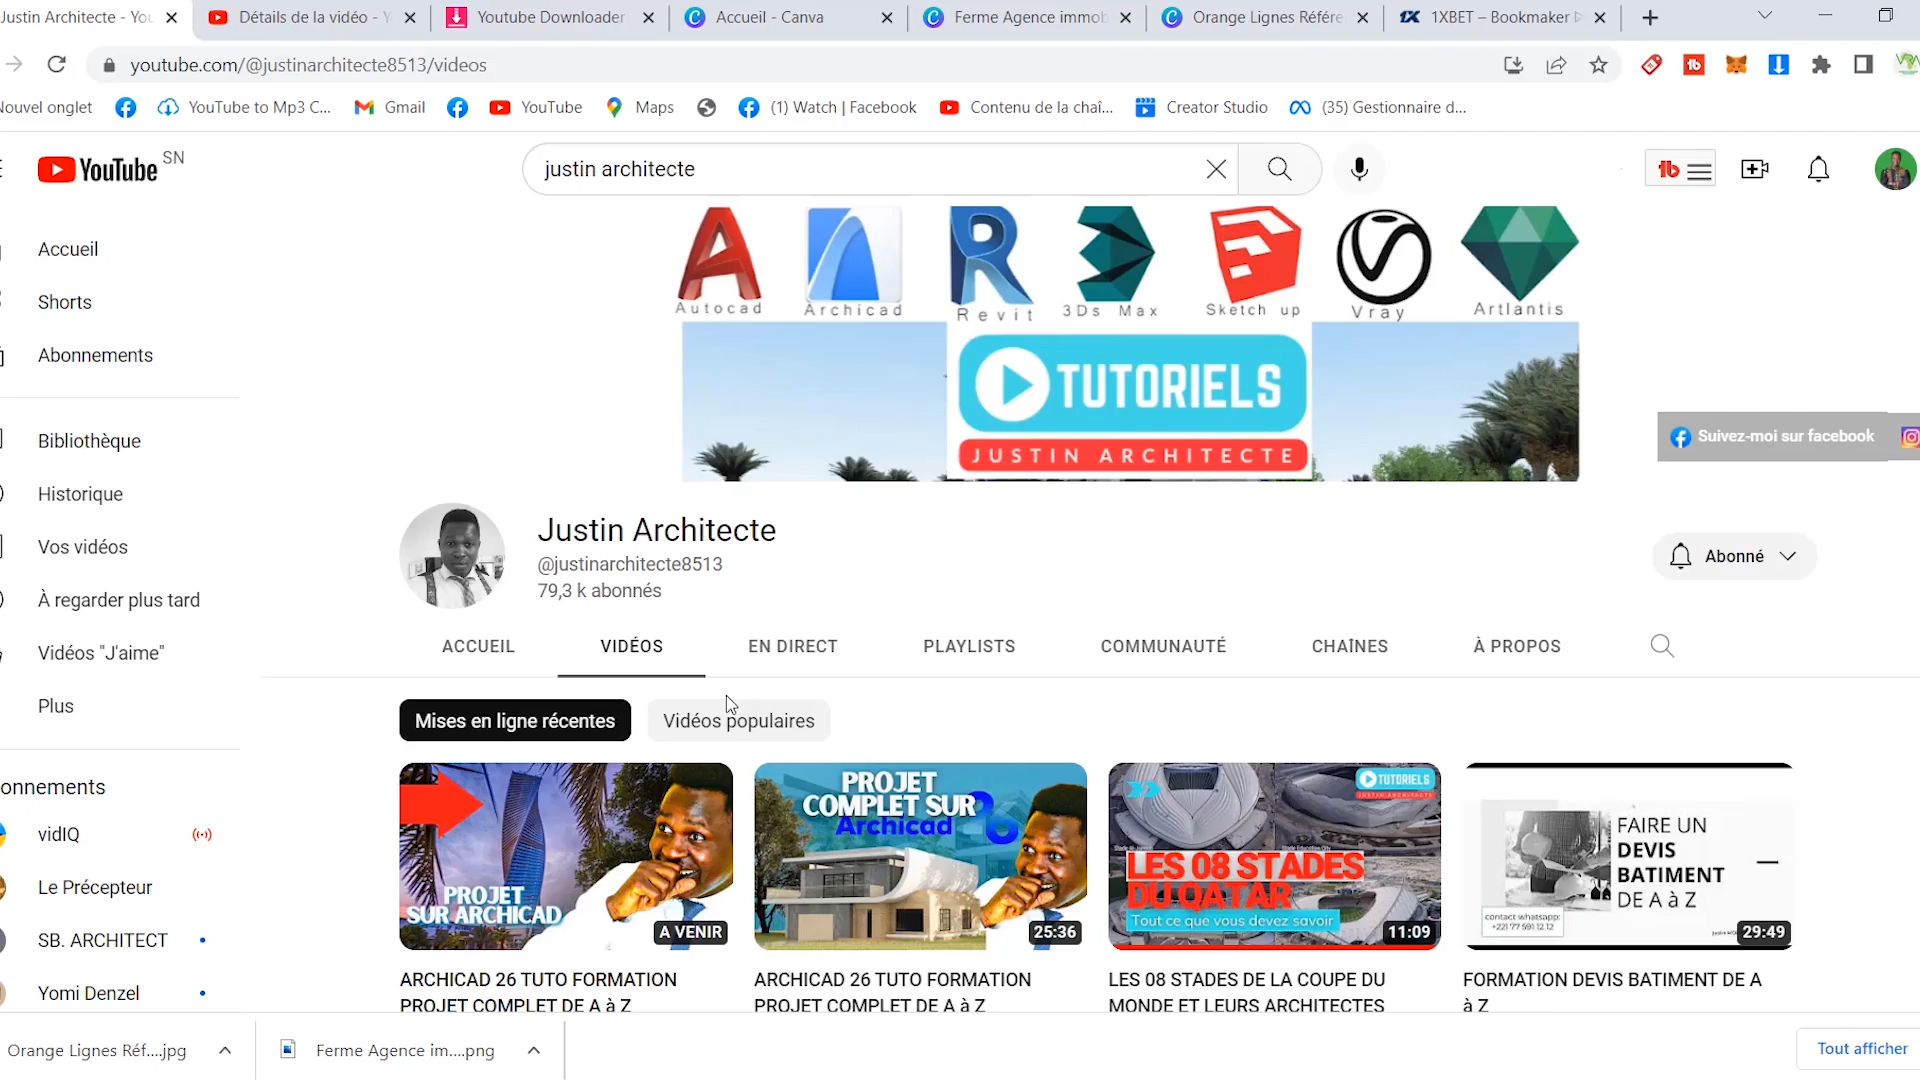 Justin Architecte - You
Détails de la vidéo - Y
Youtube Downloader
Accueil - Canva
Ferme Agence immob
Orange Lignes Référe
1XBET – Bookmaker
youtube.com/@justinarchitecte8513/videos
Nouvel onglet
YouTube to Mp3 C...
Gmail
YouTube
Maps
(1) Watch | Facebook
Contenu de la chaî...
Creator Studio
(35) Gestionnaire d...
YouTube SN
justin architecte
Accueil
Shorts
Abonnements
Bibliothèque
Historique
Vos vidéos
À regarder plus tard
Vidéos "J'aime"
Plus
onnements
vidIQ
Le Précepteur
SB. ARCHITECT
Yomi Denzel
Autocad
Archicad
Revit
3Ds Max
Sketch up
Vray
Artlantis
TUTORIELS
JUSTIN ARCHITECTE
Suivez-moi sur facebook
Justin Architecte
@justinarchitecte8513
79,3 k abonnés
Abonné
ACCUEIL
VIDÉOS
EN DIRECT
PLAYLISTS
COMMUNAUTÉ
CHAÎNES
À PROPOS
Mises en ligne récentes
Vidéos populaires
PROJET
SUR ARCHICAD
A VENIR
ARCHICAD 26 TUTO FORMATION
PROJET COMPLET DE A à Z
PROJET
COMPLET SUR
Archicad
25:36
ARCHICAD 26 TUTO FORMATION
PROJET COMPLET DE A à Z
TUTORIELS
LES 08 STADES
DU QATAR
Tout ce que vous devez savoir
11:09
LES 08 STADES DE LA COUPE DU
MONDE ET LEURS ARCHITECTES
FAIRE UN
DEVIS
BATIMENT
DE A à Z
contact whatsapp:
+221 77 591 12 12
29:49
FORMATION DEVIS BATIMENT DE A
à Z
Orange Lignes Réf....jpg
Ferme Agence im....png
Tout afficher